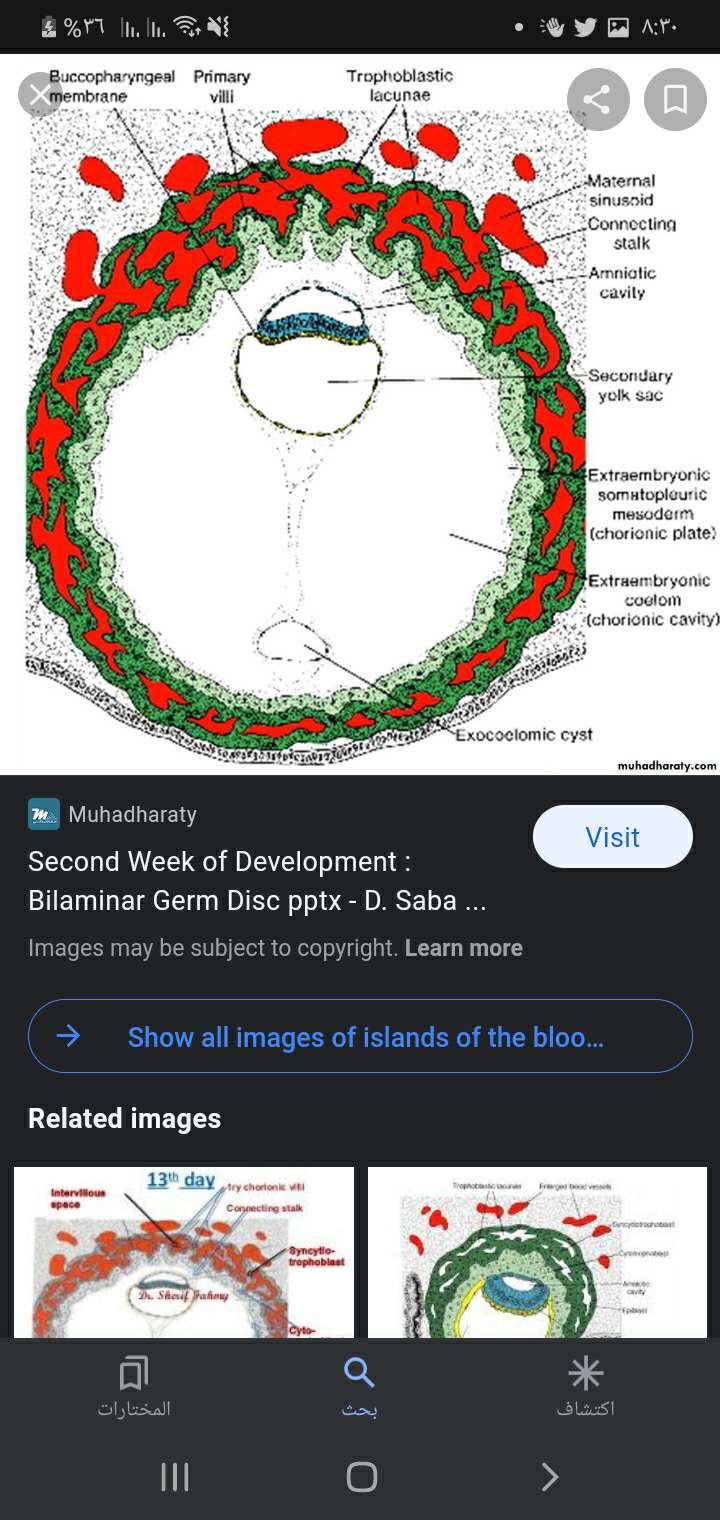 %٣٦
٨:٣٠
Buccopharyngeal
membrane
Primary
villi
Trophoblastic
lacunae
Maternal
sinusoid
Connecting
stalk
Amniotic
cavity
Secondary
yolk sac
Extraembryonic
somatopleuric
mesoderm
(chorionic plate)
Extraembryonic
coelom
(chorionic cavity)
Exocoelomic cyst
muhadharaty.com
Muhadharaty
Visit
Second Week of Development :
Bilaminar Germ Disc pptx - D. Saba ...
Images may be subject to copyright. Learn more
Show all images of islands of the bloo...
Related images
13th day
Intervillous
space
1ry chorionic villi
Connecting stalk
Syncytio-
trophoblast
Dr. Sherif Fahmy
Cyto-
Trophoblastic lacunae
Enlarged blood vessels
Syncytiotrophoblast
Cytotrophoblast
Amniotic
cavity
Epiblast
المختارات
بحث
اكتشاف